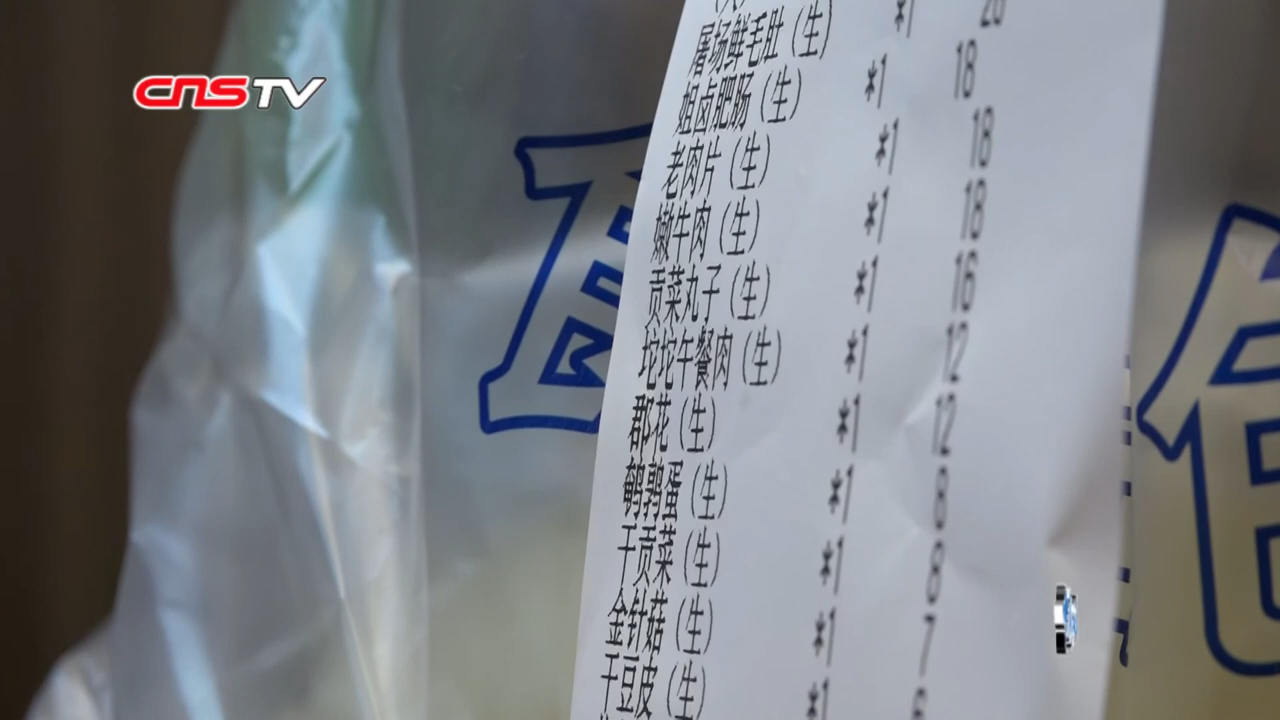 CNSTV
屠场鲜毛肚 (生) *1
姐卤肥肠 (生) *1 18
老肉片 (生) *1 18
嫩牛肉 (生) *1 18
贡菜丸子 (生) *1 16
坨坨午餐肉 (生) *1 12
郡花 (生) *1 12
鹌鹑蛋 (生) *1 8
干贡菜 (生) *1 8
金针菇 (生) *1 7
干豆皮 (生) *1